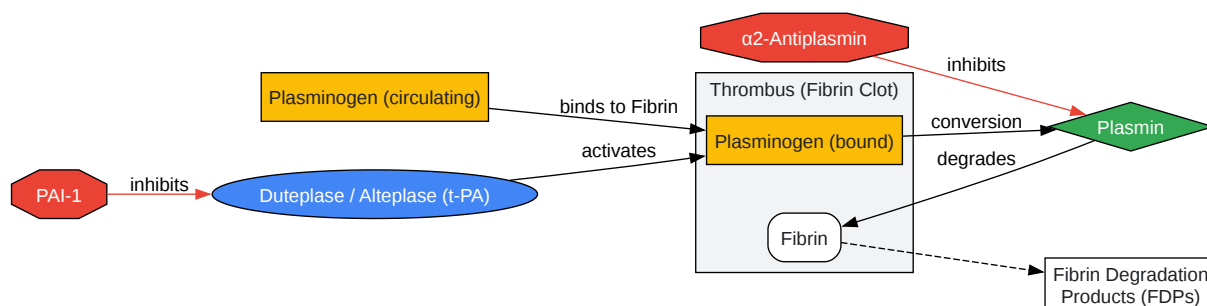 α2-Antiplasmin
inhibits
Thrombus (Fibrin Clot)
Plasminogen (circulating)
binds to Fibrin
Plasminogen (bound)
conversion
Plasmin
activates
degrades
PAI-1
inhibits
Duteplase / Alteplase (t-PA)
Fibrin
Fibrin Degradation
Products (FDPs)